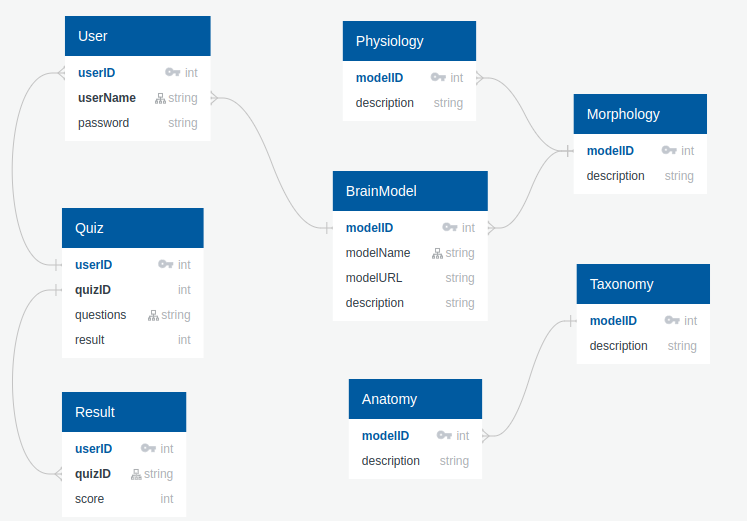 User
userID int
userName string
password string
Quiz
userID int
quizID int
questions string
result int
Result
userID int
quizID string
score int
Physiology
modelID int
description string
BrainModel
modelID int
modelName string
modelURL string
description string
Anatomy
modelID int
description string
Morphology
modelID int
description string
Taxonomy
modelID int
description string